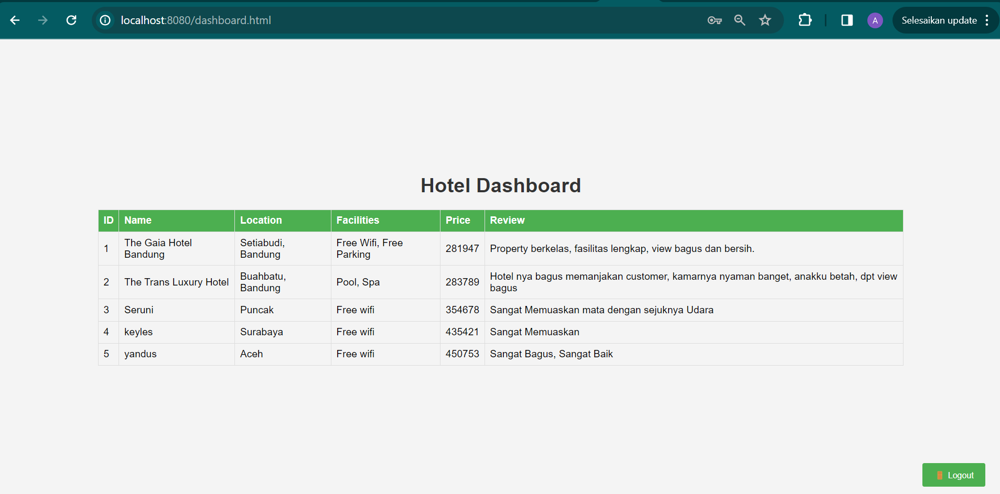 localhost:8080/dashboard.html
A
Selesaikan update
Hotel Dashboard
ID Name Location Facilities Price Review
1 The Gaia Hotel Bandung Setiabudi, Bandung Free Wifi, Free Parking 281947 Property berkelas, fasilitas lengkap, view bagus dan bersih.
2 The Trans Luxury Hotel Buahbatu, Bandung Pool, Spa 283789 Hotel nya bagus memanjakan customer, kamarnya nyaman banget, anakku betah, dpt view bagus
3 Seruni Puncak Free wifi 354678 Sangat Memuaskan mata dengan sejuknya Udara
4 keyles Surabaya Free wifi 435421 Sangat Memuaskan
5 yandus Aceh Free wifi 450753 Sangat Bagus, Sangat Baik
Logout